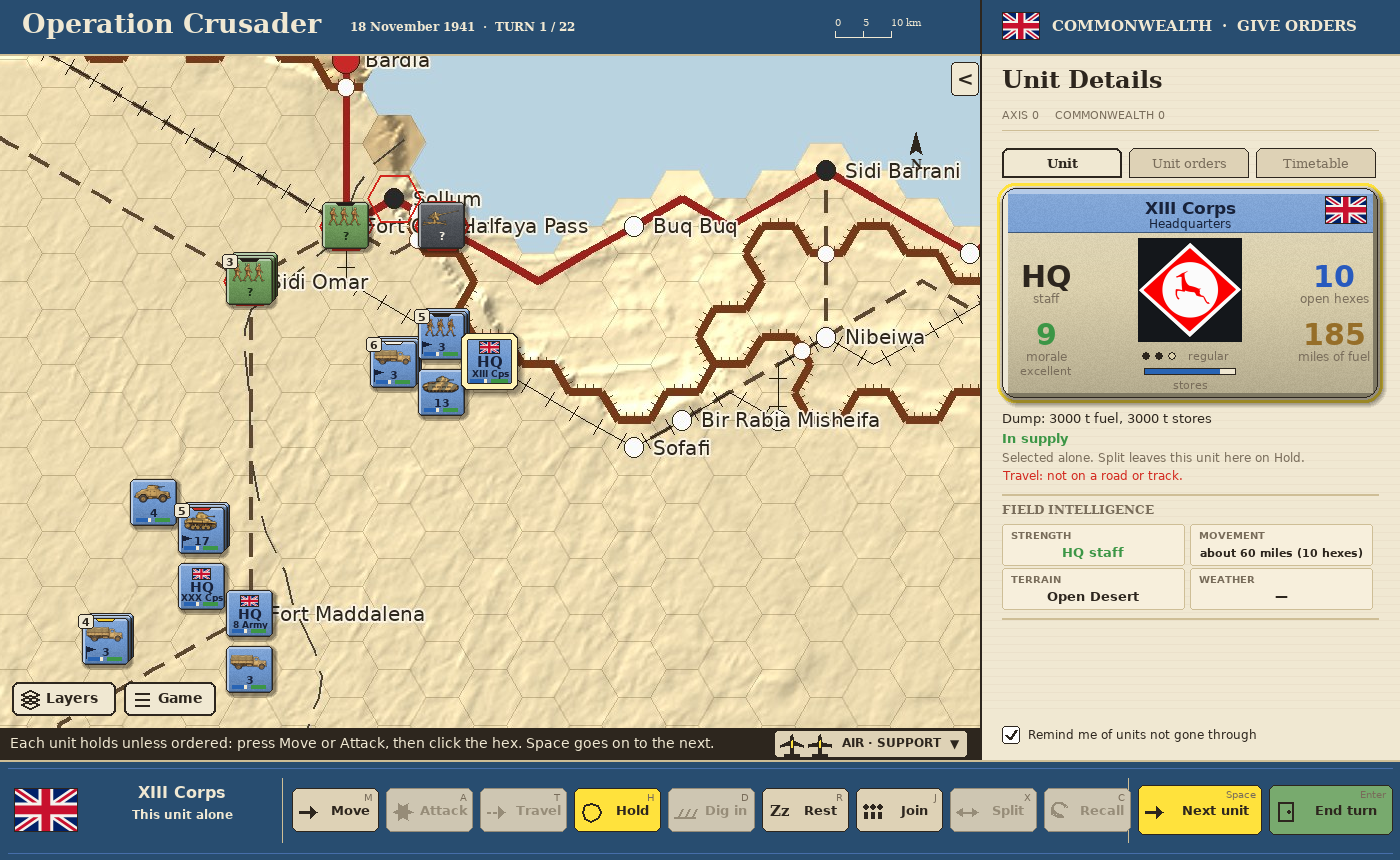 Operation Crusader
18 November 1941 · TURN 1 / 22
0 5 10 km
COMMONWEALTH · GIVE ORDERS
Bardia
<
N
Sidi Barrani
Sollum
Halfaya Pass
Buq Buq
?
?
3
?
Sidi Omar
5
3
6
3
HQ
XIII Cps
13
Nibeiwa
Bir Rabia Misheifa
Sofafi
4
5
17
HQ
XXX Cps
HQ
8 Army
Fort Maddalena
4
3
3
Layers
Game
Each unit holds unless ordered: press Move or Attack, then click the hex. Space goes on to the next.
AIR · SUPPORT ▼
Unit Details
AXIS 0 COMMONWEALTH 0
Unit
Unit orders
Timetable
XIII Corps
Headquarters
HQ
staff
10
open hexes
9
morale
excellent
185
miles of fuel
regular
stores
Dump: 3000 t fuel, 3000 t stores
In supply
Selected alone. Split leaves this unit here on Hold.
Travel: not on a road or track.
FIELD INTELLIGENCE
STRENGTH
HQ staff
MOVEMENT
about 60 miles (10 hexes)
TERRAIN
Open Desert
WEATHER
—
Remind me of units not gone through
XIII Corps
This unit alone
M
Move
A
Attack
T
Travel
H
Hold
D
Dig in
R
Zz Rest
J
Join
X
Split
C
Recall
Space
Next unit
Enter
End turn